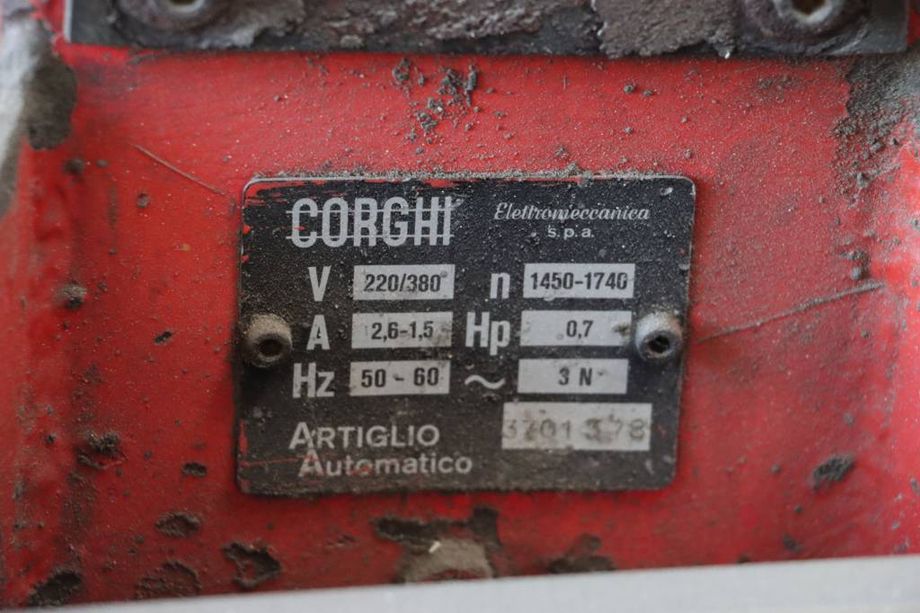 CORGHI Elettromeccanica
s.p.a.
V 220/380 n 1450-1740
A 2,6-1,5 Hp 0,7
Hz 50-60 ~ 3 N
ARTIGLIO
Automatico